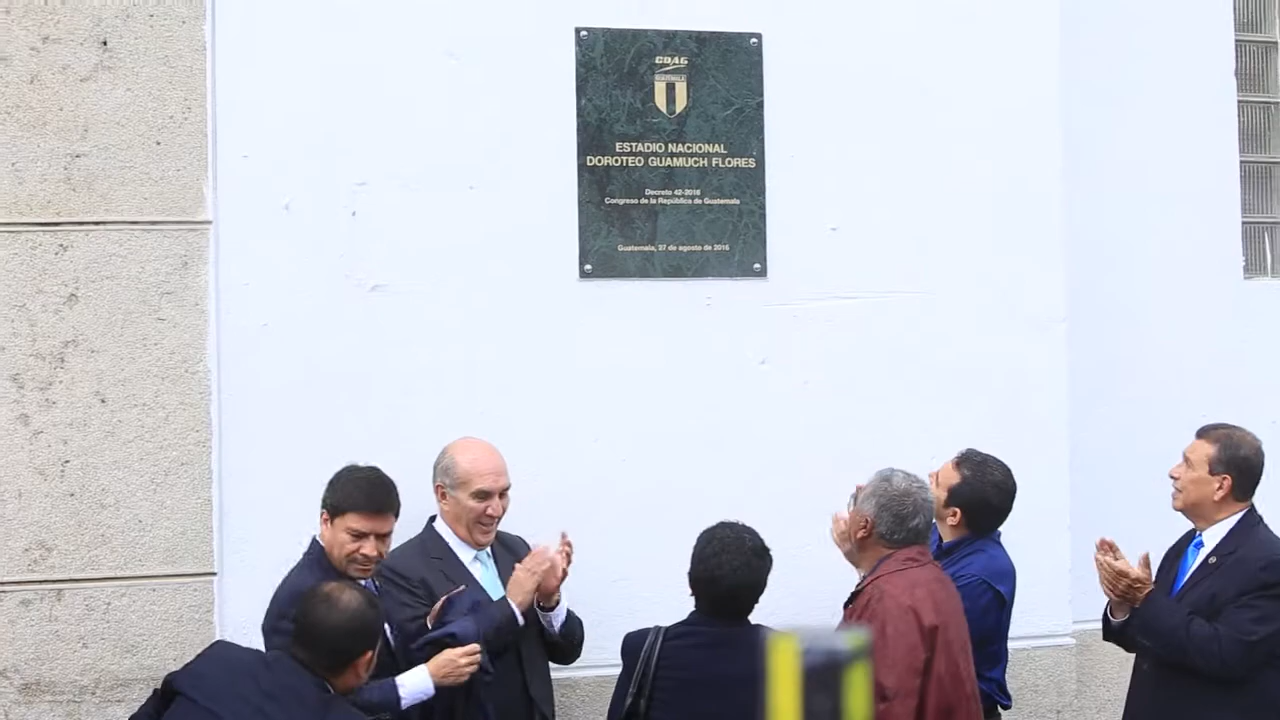 CDAG
GUATEMALA
ESTADIO NACIONAL
DOROTEO GUAMUCH FLORES
Decreto 42-2016
Congreso de la República de Guatemala
Guatemala, 27 de agosto de 2016